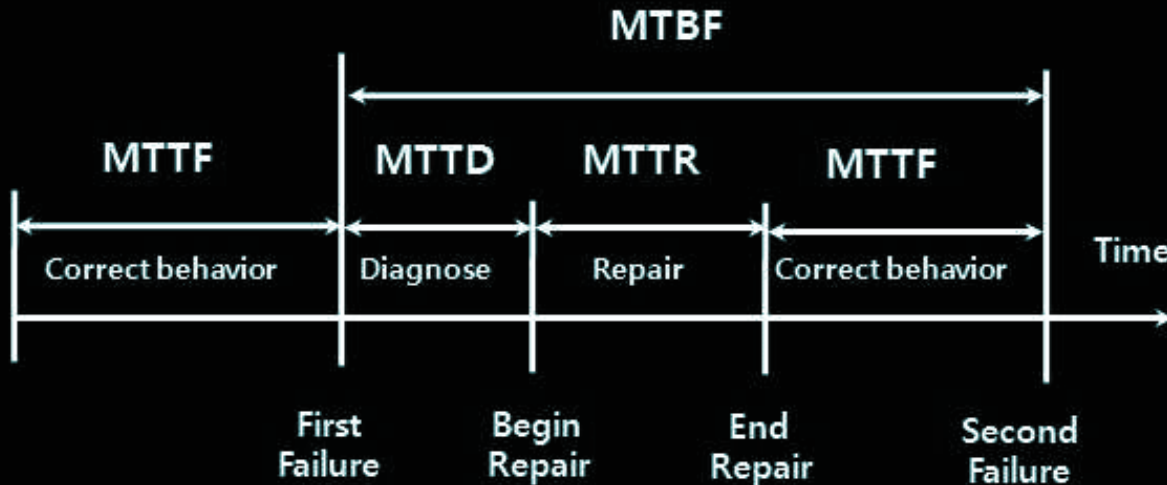 MTBF
MTTF MTTD MTTR MTTF
Correct behavior Diagnose Repair Correct behavior Time
First Begin End Second
Failure Repair Repair Failure